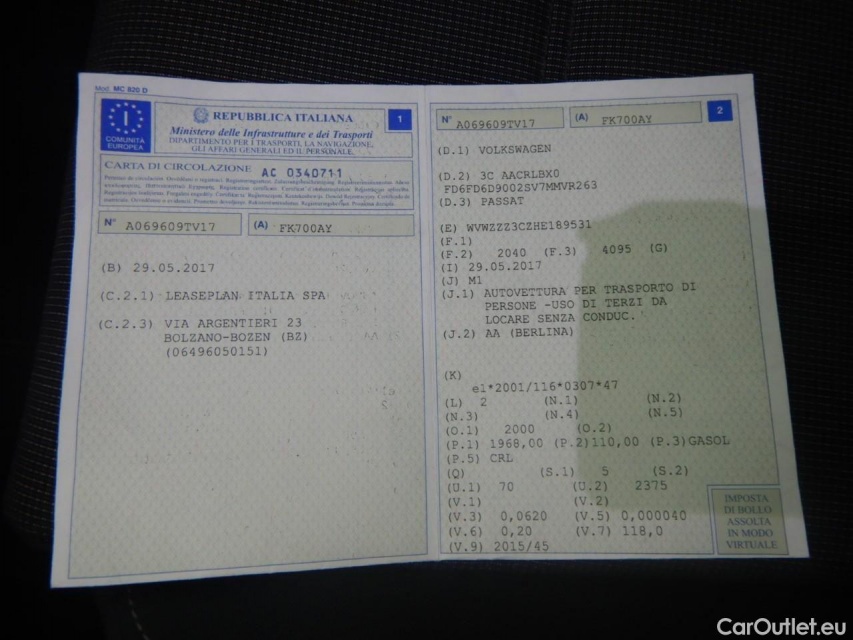 Mod. MC 820 D
I
COMUNITÀ
EUROPEA
REPUBBLICA ITALIANA
1
Ministero delle Infrastrutture e dei Trasporti
DIPARTIMENTO PER I TRASPORTI, LA NAVIGAZIONE,
GLI AFFARI GENERALI ED IL PERSONALE.
CARTA DI CIRCOLAZIONE AC 0340711
N° A069609TV17 (A) FK700AY
(B) 29.05.2017
(C.2.1) LEASEPLAN ITALIA SPA
(C.2.3) VIA ARGENTIERI 23
BOLZANO-BOZEN (BZ)
(06496050151)
N° A069609TV17 (A) FK700AY
2
(D.1) VOLKSWAGEN
(D.2) 3C AACRLBX0
FD6FD6D9002SV7MMVR263
(D.3) PASSAT
(E) WVWZZZ3CZHE189531
(F.1)
(F.2) 2040 (F.3) 4095 (G)
(I) 29.05.2017
(J) M1
(J.1) AUTOVETTURA PER TRASPORTO DI
PERSONE -USO DI TERZI DA
LOCARE SENZA CONDUC.
(J.2) AA (BERLINA)
(K)
e1*2001/116*0307*47
(L) 2 (N.1) (N.2)
(N.3) (N.4) (N.5)
(O.1) 2000 (O.2)
(P.1) 1968,00 (P.2)110,00 (P.3)GASOL
(P.5) CRL
(Q) (S.1) 5 (S.2)
(U.1) 70 (U.2) 2375
(V.1) (V.2)
(V.3) 0,0620 (V.5) 0,000040
(V.6) 0,20 (V.7) 118,0
(V.9) 2015/45
IMPOSTA
DI BOLLO
ASSOLTA
IN MODO
VIRTUALE
CarOutlet.eu